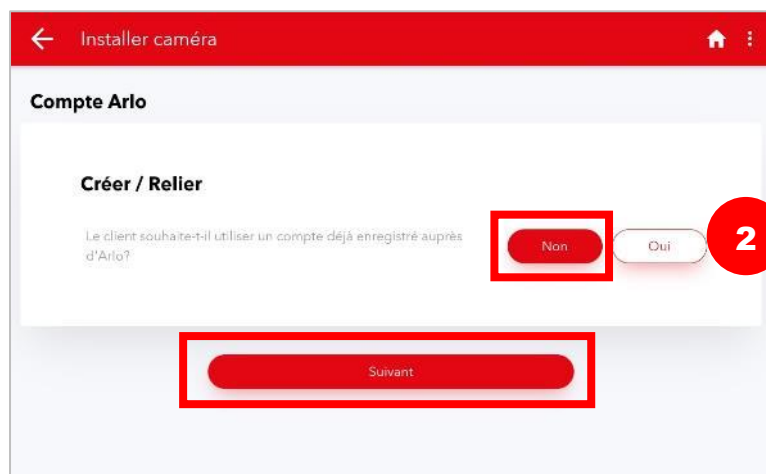 Installer caméra
Compte Arlo
Créer / Relier
Le client souhaite-t-il utiliser un compte déjà enregistré auprès
d'Arlo?
Non
Oui
2
Suivant